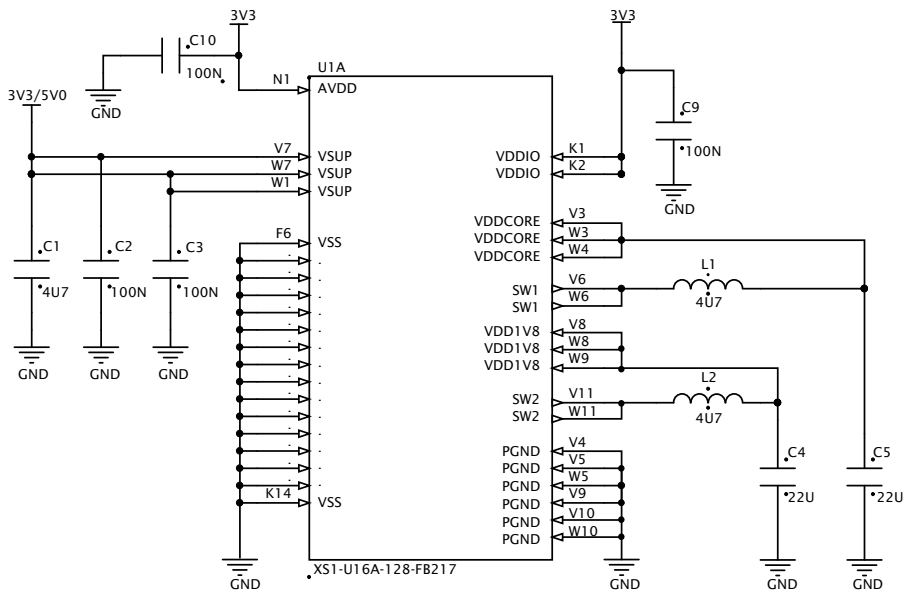 3V3
3V3
C10
100N
U1A
N1
AVDD
3V3/5V0
GND
C9
100N
GND
V7
VSUP
W7
VSUP
W1
VSUP
VDDIO
K1
VDDIO
K2
F6
VSS
C1
4U7
C2
100N
C3
100N
GND
GND
GND
VDDCORE
V3
VDDCORE
W3
VDDCORE
W4
SW1
V6
SW1
W6
L1
4U7
VDD1V8
V8
VDD1V8
W8
VDD1V8
W9
SW2
V11
SW2
W11
L2
4U7
PGND
V4
PGND
V5
PGND
W5
PGND
V9
PGND
V10
PGND
W10
C4
22U
C5
22U
K14
VSS
GND
XS1-U16A-128-FB217
GND
GND
GND